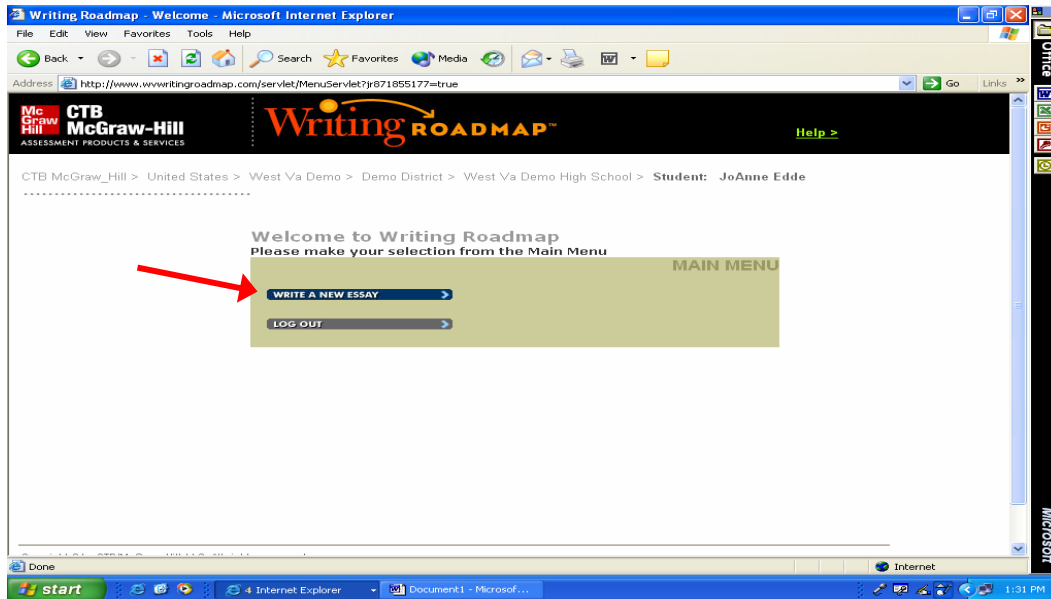 Writing Roadmap - Welcome - Microsoft Internet Explorer
File Edit View Favorites Tools Help
Back Search Favorites Media
Address http://www.wvwritingroadmap.com/servlet/MenuServlet?jr871855177=true Go Links »
Mc Graw Hill CTB McGraw-Hill
ASSESSMENT PRODUCTS & SERVICES
Writing ROADMAP™
Help >
CTB McGraw_Hill > United States > West Va Demo > Demo District > West Va Demo High School > Student: JoAnne Edde
Welcome to Writing Roadmap
Please make your selection from the Main Menu
MAIN MENU
WRITE A NEW ESSAY
LOG OUT
Done Internet
start 4 Internet Explorer Document1 - Microsof... 1:31 PM
Office
Microsoft